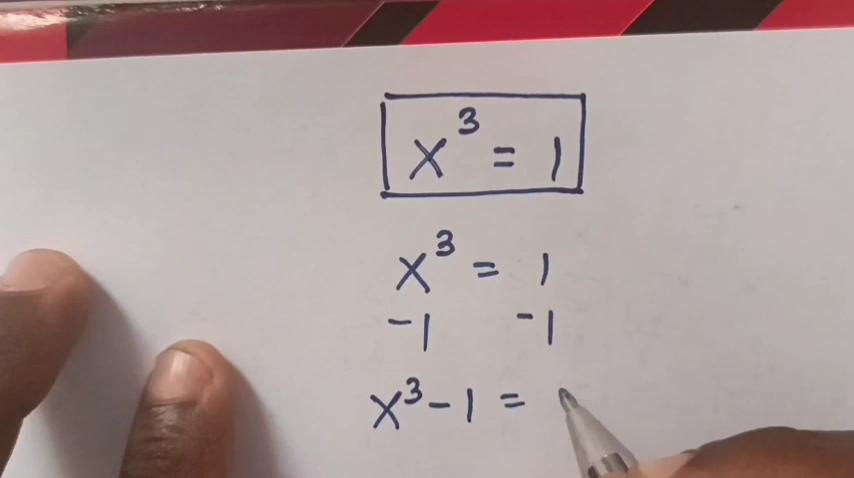 x³ = 1
x³ = 1
-1 -1
x³ - 1 =